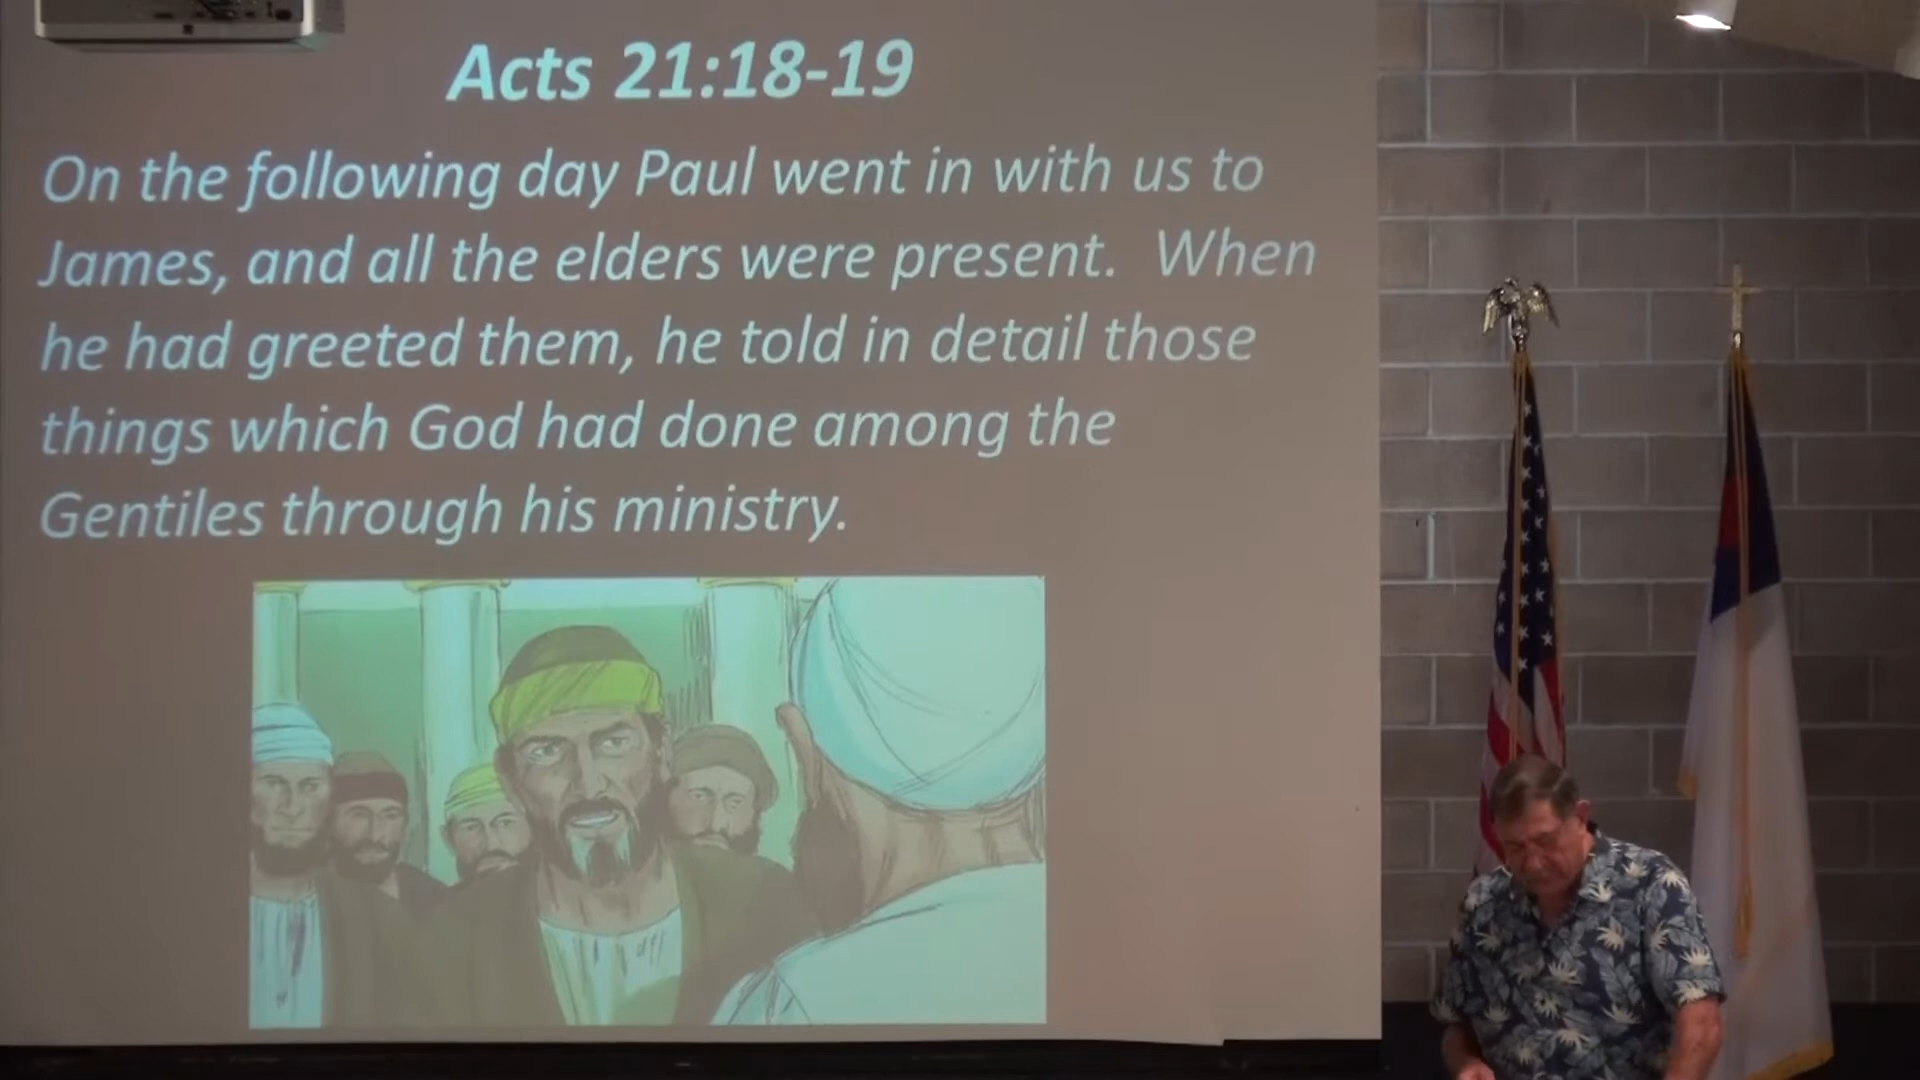 Acts 21:18-19
On the following day Paul went in with us to
James, and all the elders were present. When
he had greeted them, he told in detail those
things which God had done among the
Gentiles through his ministry.